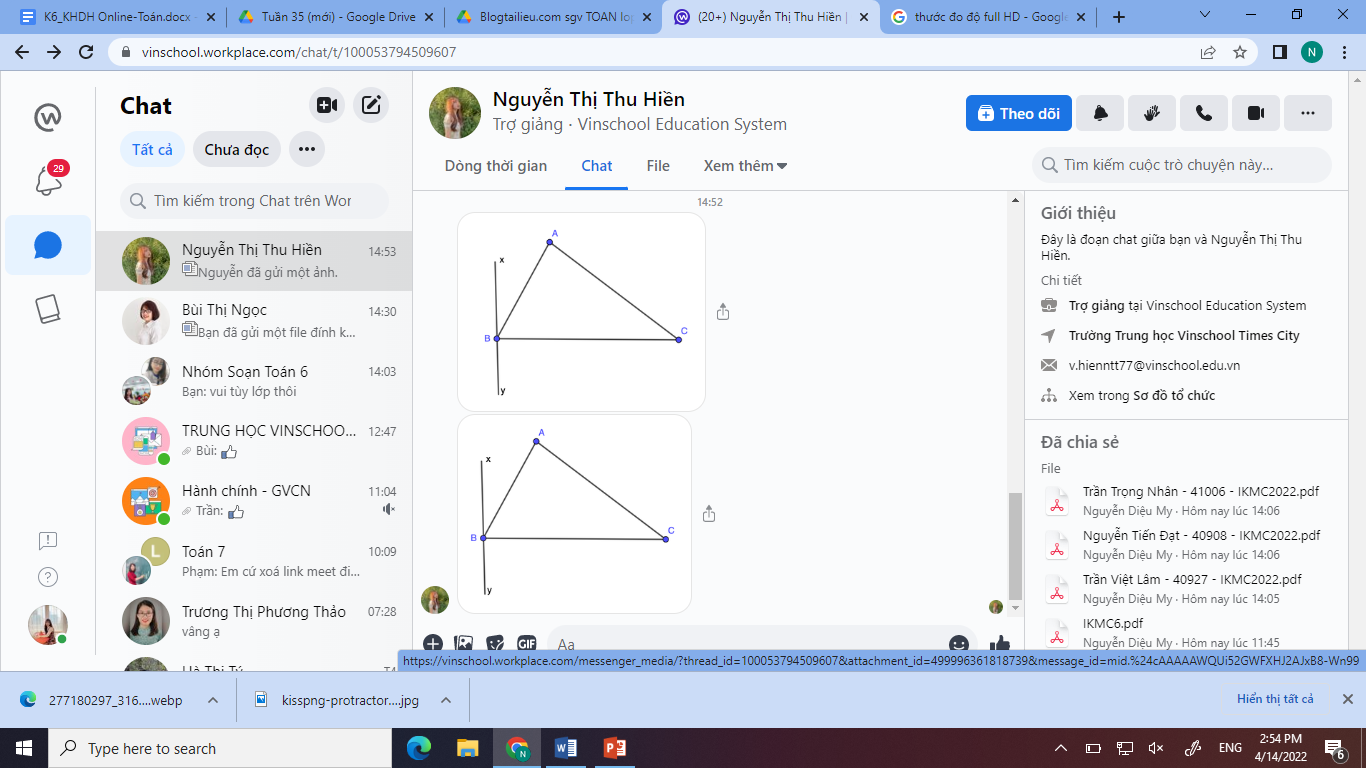 K6_KHDH Online-Toán.docx -
Tuần 35 (mới) - Google Drive
Blogtailieu.com sgv TOAN lo
(20+) Nguyễn Thị Thu Hiền |
thước đo độ full HD - Google
vinschool.workplace.com/chat/t/100053794509607
N
29
Chat
Tất cả
Chưa đọc
Tìm kiếm trong Chat trên Wor
Nguyễn Thị Thu Hiền
14:53
Nguyễn đã gửi một ảnh.
Bùi Thị Ngọc
14:30
Bạn đã gửi một file đính k...
Nhóm Soạn Toán 6
14:03
Bạn: vui tùy lớp thôi
TRUNG HỌC VINSCHOO...
12:47
Bùi:
Hành chính - GVCN
11:04
Trần:
L
Toán 7
10:09
Phạm: Em cứ xoá link meet đi...
Trương Thị Phương Thảo
07:28
vâng ạ
Hà Thị Tú
T4
Nguyễn Thị Thu Hiền
Trợ giảng · Vinschool Education System
Theo dõi
Dòng thời gian
Chat
File
Xem thêm
Tìm kiếm cuộc trò chuyện này...
14:52
A
x
B
C
y
A
x
B
C
y
GIF
Aa
Giới thiệu
Đây là đoạn chat giữa bạn và Nguyễn Thị Thu
Hiền.
Chi tiết
Trợ giảng tại Vinschool Education System
Trường Trung học Vinschool Times City
v.hienntt77@vinschool.edu.vn
Xem trong Sơ đồ tổ chức
Đã chia sẻ
File
Trần Trọng Nhân - 41006 - IKMC2022.pdf
Nguyễn Diệu My · Hôm nay lúc 14:06
Nguyễn Tiến Đạt - 40908 - IKMC2022.pdf
Nguyễn Diệu My · Hôm nay lúc 14:06
Trần Việt Lâm - 40927 - IKMC2022.pdf
Nguyễn Diệu My · Hôm nay lúc 14:05
IKMC6.pdf
Nguyễn Diệu My · Hôm nay lúc 11:45
https://vinschool.workplace.com/messenger_media/?thread_id=100053794509607&attachment_id=499996361818739&message_id=mid.%24cAAAAAWQUi52GWFXHJ2AJxB8-Wn99
277180297_316....webp
kisspng-protractor....jpg
Hiển thị tất cả
Type here to search
N
W
P
ENG
2:54 PM
4/14/2022
6